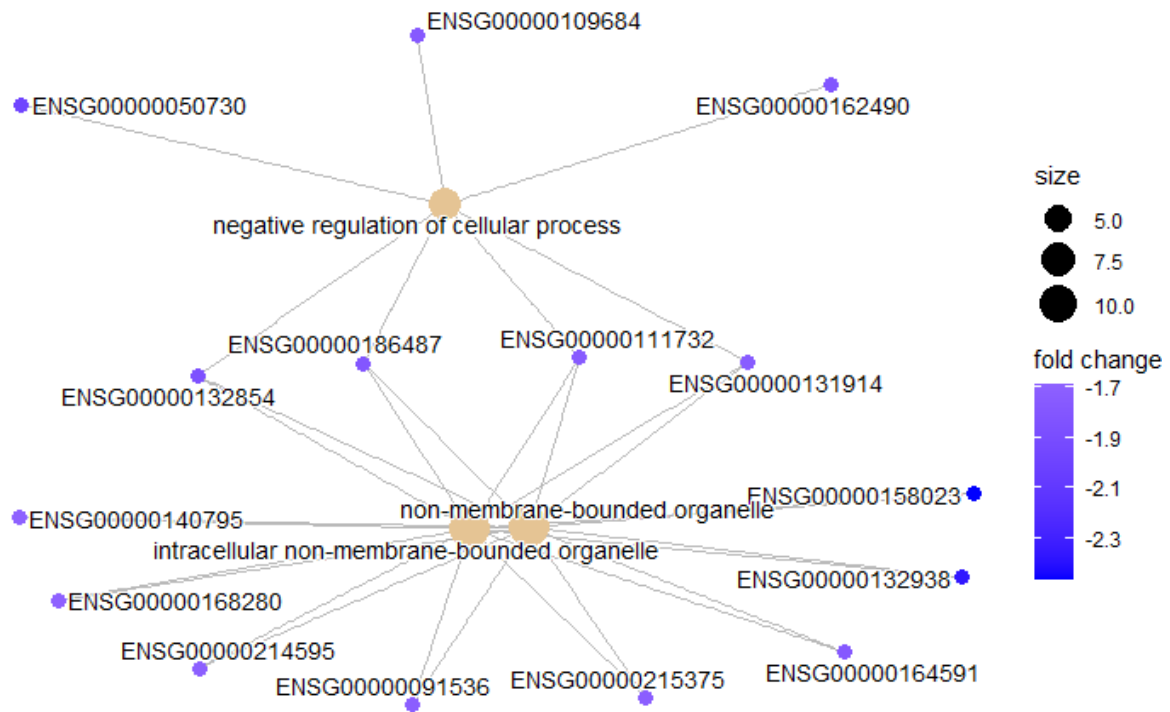 ENSG00000109684
ENSG00000050730
ENSG00000162490
negative regulation of cellular process
ENSG00000186487
ENSG00000111732
ENSG00000132854
ENSG00000131914
ENSG00000158023
non-membrane-bounded organelle
ENSG00000140795
intracellular non-membrane-bounded organelle
ENSG00000132938
ENSG00000168280
ENSG00000214595
ENSG00000164591
ENSG00000091536
ENSG00000215375
size
5.0
7.5
10.0
fold change
-1.7
-1.9
-2.1
-2.3